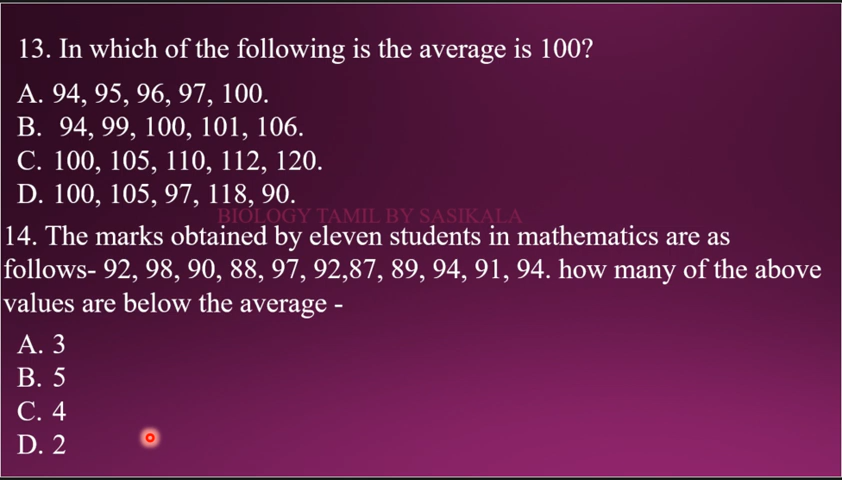 13. In which of the following is the average is 100?
A. 94, 95, 96, 97, 100.
B. 94, 99, 100, 101, 106.
C. 100, 105, 110, 112, 120.
D. 100, 105, 97, 118, 90.
BIOLOGY TAMIL BY SASIKALA
14. The marks obtained by eleven students in mathematics are as
follows- 92, 98, 90, 88, 97, 92,87, 89, 94, 91, 94. how many of the above
values are below the average -
A. 3
B. 5
C. 4
D. 2